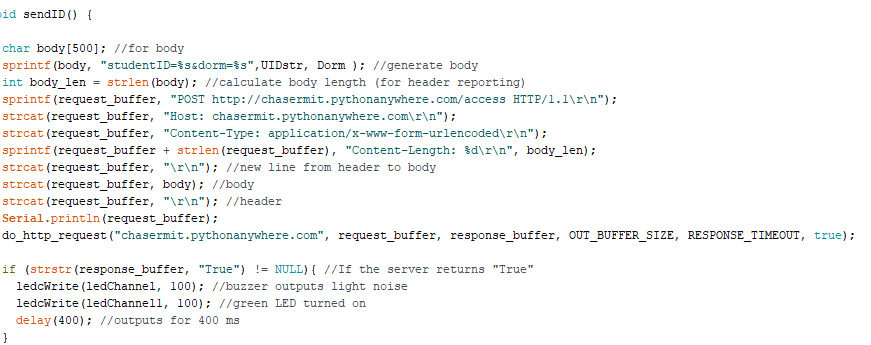 oid sendID() {
char body[500]; //for body
sprintf(body, "studentID=%s&dorm=%s",UIDstr, Dorm ); //generate body
int body_len = strlen(body); //calculate body length (for header reporting)
sprintf(request_buffer, "POST http://chasermit.pythonanywhere.com/access HTTP/1.1\r\n");
strcat(request_buffer, "Host: chasermit.pythonanywhere.com\r\n");
strcat(request_buffer, "Content-Type: application/x-www-form-urlencoded\r\n");
sprintf(request_buffer + strlen(request_buffer), "Content-Length: %d\r\n", body_len);
strcat(request_buffer, "\r\n"); //new line from header to body
strcat(request_buffer, body); //body
strcat(request_buffer, "\r\n"); //header
Serial.println(request_buffer);
do_http_request("chasermit.pythonanywhere.com", request_buffer, response_buffer, OUT_BUFFER_SIZE, RESPONSE_TIMEOUT, true);
if (strstr(response_buffer, "True") != NULL){ //If the server returns "True"
ledcWrite(ledChannel, 100); //buzzer outputs light noise
ledcWrite(ledChannel1, 100); //green LED turned on
delay(400); //outputs for 400 ms
}